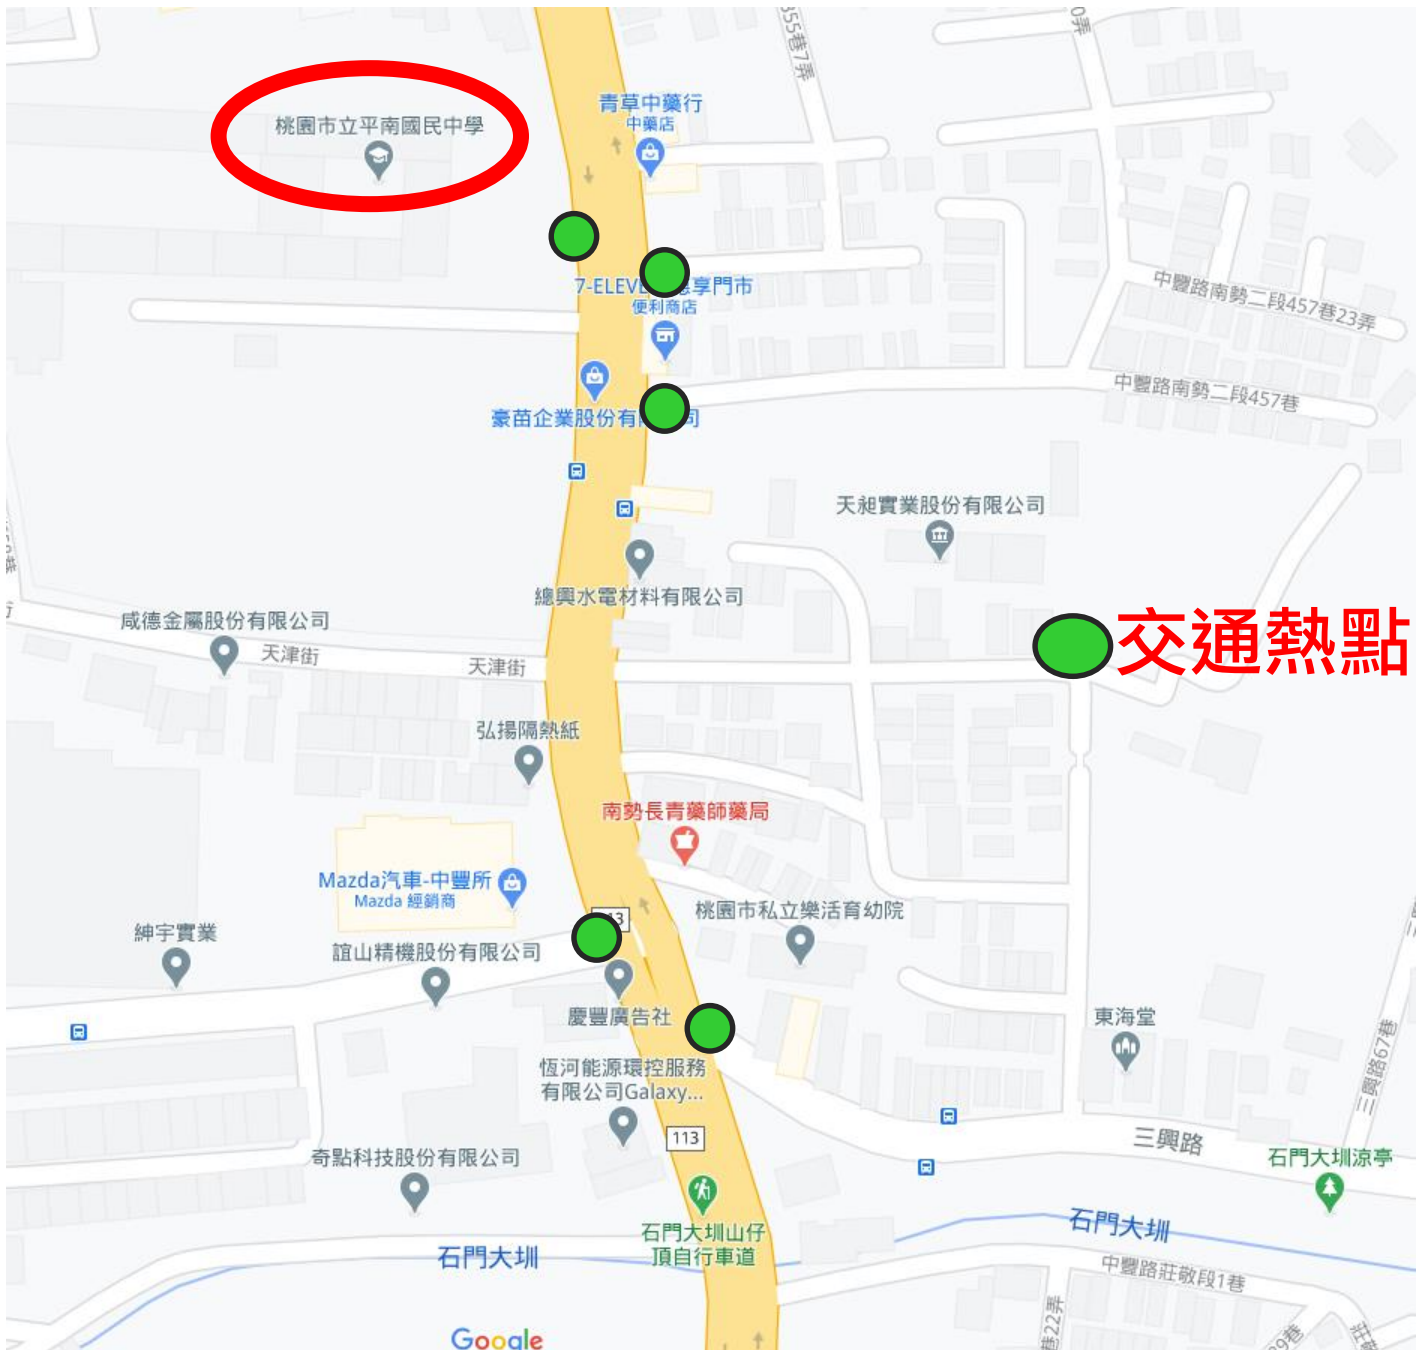 355巷7弄
0弄
青草中藥行
中藥店
桃園市立平南國民中學
7-ELEVE
享門市
便利商店
中豐路南勢二段457巷23弄
中豐路南勢二段457巷
豪苗企業股份有
司
天昶實業股份有限公司
總興水電材料有限公司
咸德金屬股份有限公司
天津街
天津街
交通熱點
弘揚隔熱紙
南勢長青藥師藥局
Mazda汽車-中豐所
Mazda 經銷商
桃園市私立樂活育幼院
13
紳宇實業
誼山精機股份有限公司
慶豐廣告社
東海堂
恆河能源環控服務
有限公司Galaxy...
三興路67巷
113
三興路
奇點科技股份有限公司
石門大圳涼亭
石門大圳山仔
頂自行車道
石門大圳
石門大圳
中豐路莊敬段1巷
巷22弄
Google